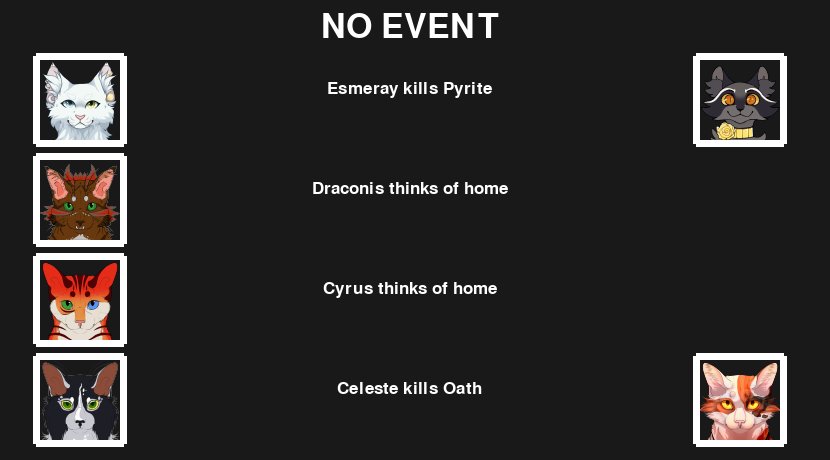 NO EVENT
Esmeray kills Pyrite
Draconis thinks of home
Cyrus thinks of home
Celeste kills Oath